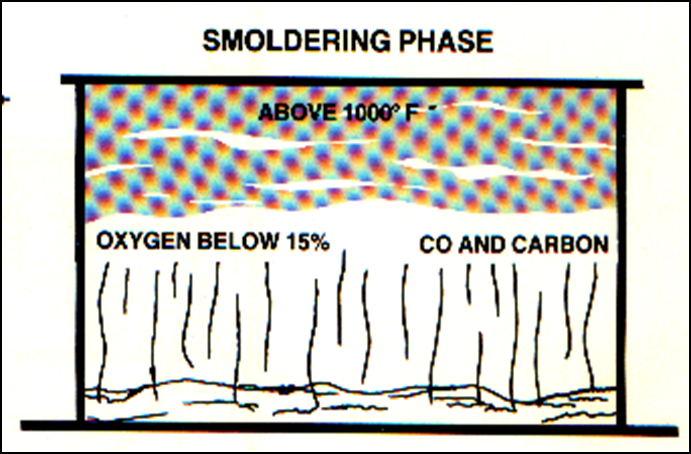 SMOLDERING PHASE
ABOVE 1000° F
OXYGEN BELOW 15%
CO AND CARBON